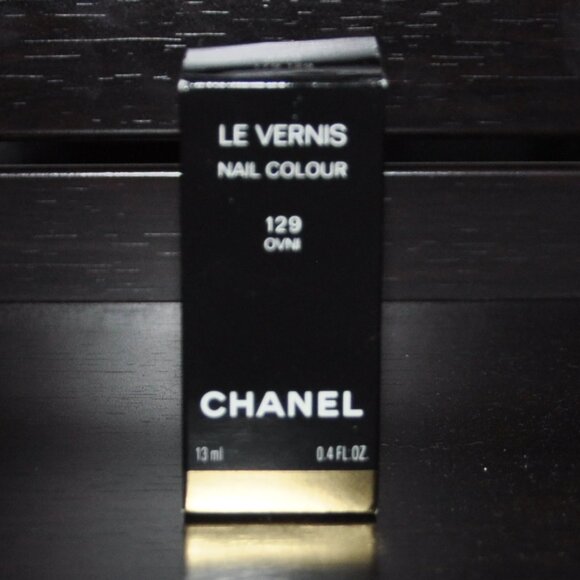 LE VERNIS
NAIL COLOUR
129
OVNI
CHANEL
13 ml 0.4 FL.OZ.